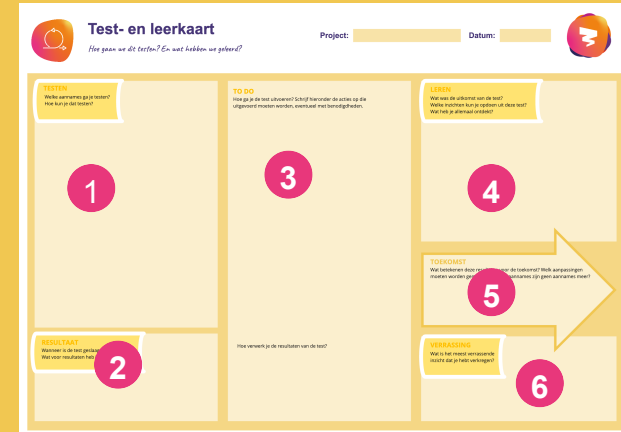 Test- en leerkaart
Hoe gaan we dit testen? En wat hebben we geleerd?
Project:
Datum:
TESTEN
Welke aannames ga je testen?
Hoe kun je dat testen?
1
RESULTAAT
Wanneer is de test
Wat voor resultaten heb
2
TO DO
Hoe ga je de test uitvoeren? Schrijf hieronder de acties op die
uitgevoerd moeten worden, eventueel met benodigdheden.
3
Hoe verwerk je de resultaten van de test?
LEREN
Wat was de uitkomst van de test?
Welke inzichten kun je opdoen uit deze test?
Wat heb je allemaal ontdekt?
4
TOEKOMST
Wat betekenen deze voor de toekomst? Welk aanpassingen
moeten worden aannames zijn geen aannames meer?
5
VERRASSING
Wat is het meest verrassende
inzicht dat je hebt verkregen?
6